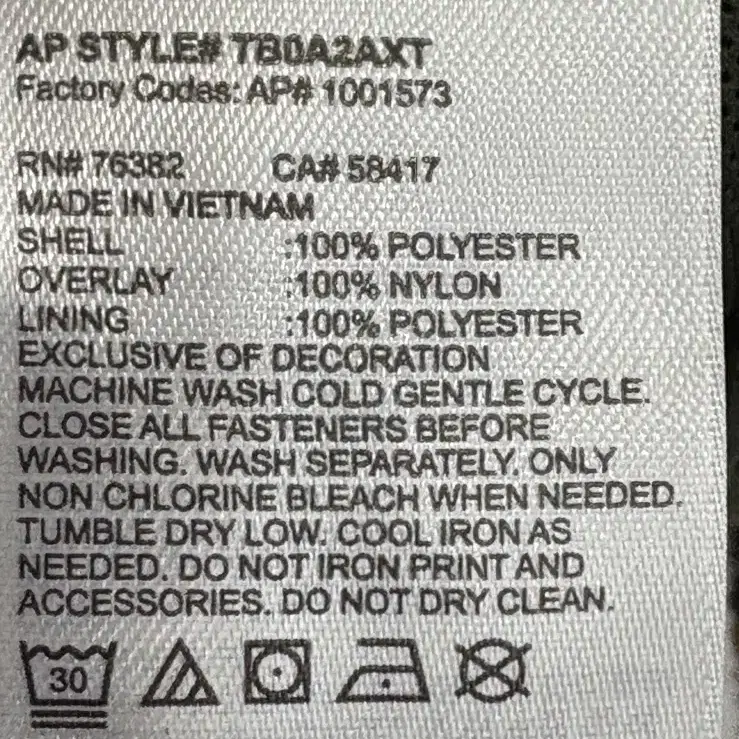 AP STYLE# TB0A2AXT
Factory Codes: AP# 1001573
RN# 76382 CA# 58417
MADE IN VIETNAM
SHELL :100% POLYESTER
OVERLAY :100% NYLON
LINING :100% POLYESTER
EXCLUSIVE OF DECORATION
MACHINE WASH COLD GENTLE CYCLE.
CLOSE ALL FASTENERS BEFORE
WASHING. WASH SEPARATELY. ONLY
NON CHLORINE BLEACH WHEN NEEDED.
TUMBLE DRY LOW. COOL IRON AS
NEEDED. DO NOT IRON PRINT AND
ACCESSORIES. DO NOT DRY CLEAN.
30